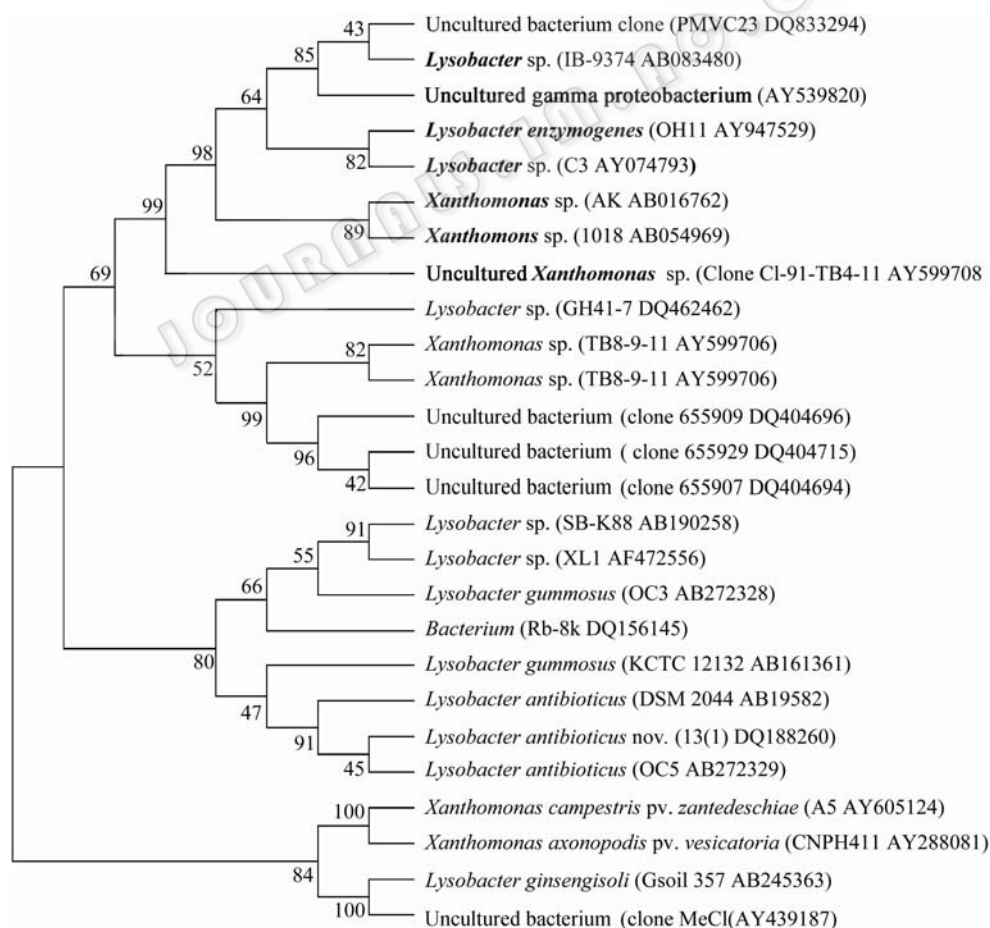 Uncultured bacterium clone (PMVC23 DQ833294)
Lysobacter sp. (IB-9374 AB083480)
Uncultured gamma proteobacterium (AY539820)
Lysobacter enzymogenes (OH11 AY947529)
Lysobacter sp. (C3 AY074793)
Xanthomonas sp. (AK AB016762)
Xanthomons sp. (1018 AB054969)
Uncultured Xanthomonas sp. (Clone Cl-91-TB4-11 AY599708
Lysobacter sp. (GH41-7 DQ462462)
Xanthomonas sp. (TB8-9-11 AY599706)
Xanthomonas sp. (TB8-9-11 AY599706)
Uncultured bacterium (clone 655909 DQ404696)
Uncultured bacterium ( clone 655929 DQ404715)
Uncultured bacterium (clone 655907 DQ404694)
Lysobacter sp. (SB-K88 AB190258)
Lysobacter sp. (XL1 AF472556)
Lysobacter gummosus (OC3 AB272328)
Bacterium (Rb-8k DQ156145)
Lysobacter gummosus (KCTC 12132 AB161361)
Lysobacter antibioticus (DSM 2044 AB19582)
Lysobacter antibioticus nov. (13(1) DQ188260)
Lysobacter antibioticus (OC5 AB272329)
Xanthomonas campestris pv. zantedeschiae (A5 AY605124)
Xanthomonas axonopodis pv. vesicatoria (CNPH411 AY288081)
Lysobacter ginsengisoli (Gsoil 357 AB245363)
Uncultured bacterium (clone MeCl(AY439187)
43
85
64
82
98
89
99
69
82
52
99
96
42
91
55
66
80
47
91
45
100
84
100